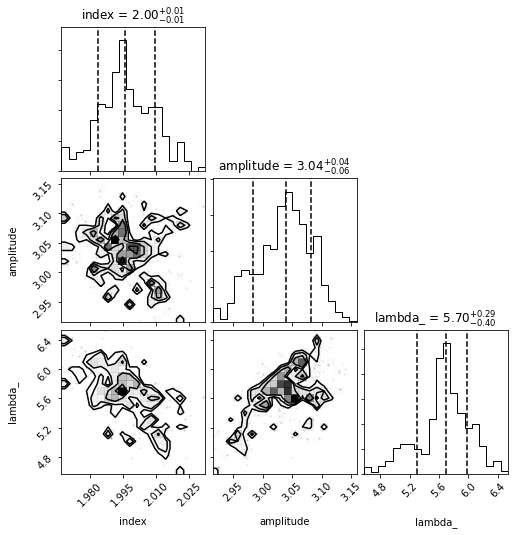 index = 2.00+0.01−0.01
amplitude = 3.04+0.04−0.06
3.15
3.10
3.05
3.00
2.95
amplitude
lambda_ = 5.70+0.29−0.40
6.4
6.0
5.6
5.2
4.8
lambda_
1.980 1.995 2.010 2.025
2.95 3.00 3.05 3.10 3.15
4.8 5.2 5.6 6.0 6.4
index amplitude lambda_